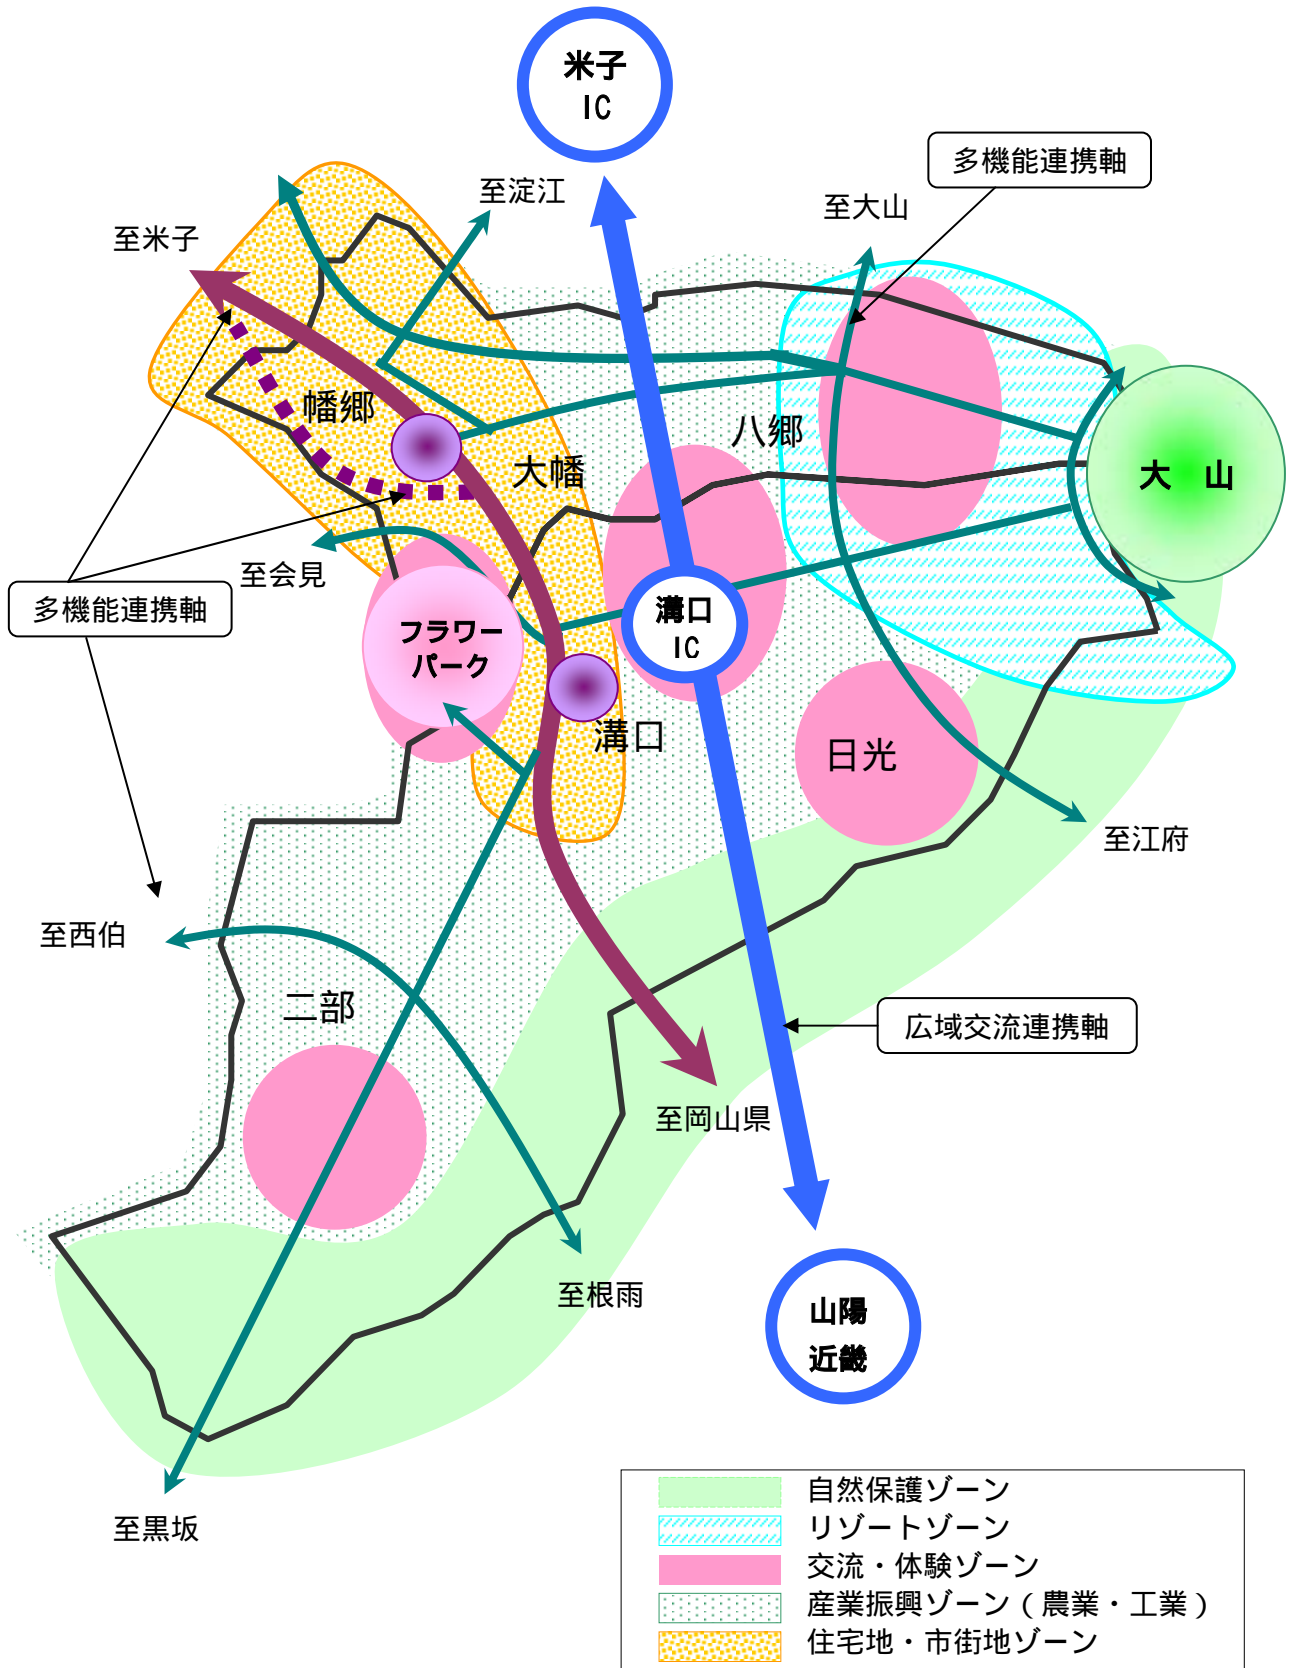 米子
IC
多機能連携軸
至淀江
至大山
至米子
幡郷
八郷
大幡
大 山
至会見
多機能連携軸
溝口
IC
フラワー
パーク
溝口
日光
至江府
至西伯
二部
広域交流連携軸
至岡山県
至根雨
山陽
近畿
至黒坂
自然保護ゾーン
リゾートゾーン
交流・体験ゾーン
産業振興ゾーン(農業・工業)
住宅地・市街地ゾーン